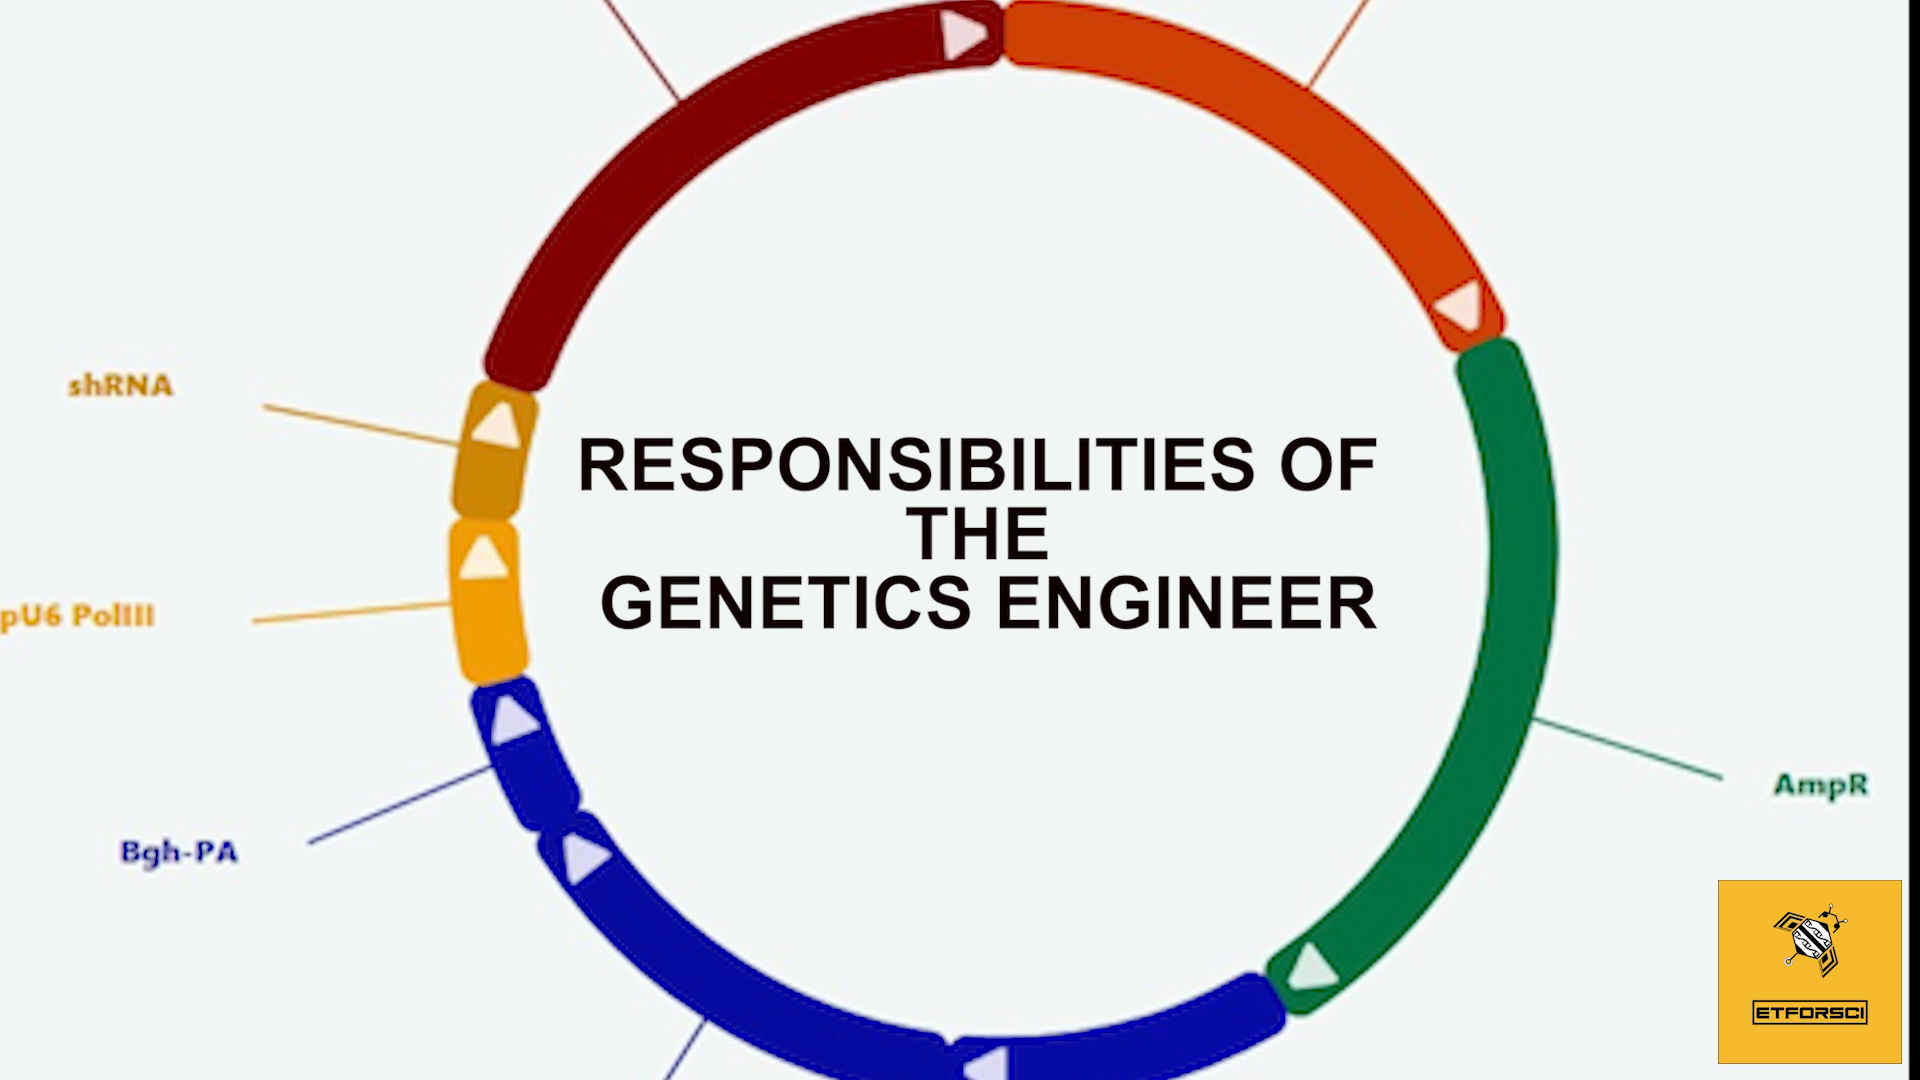 shRNA
RESPONSIBILITIES OF
THE
GENETICS ENGINEER
pU6 PolIII
AmpR
Bgh-PA
ETFORSCI